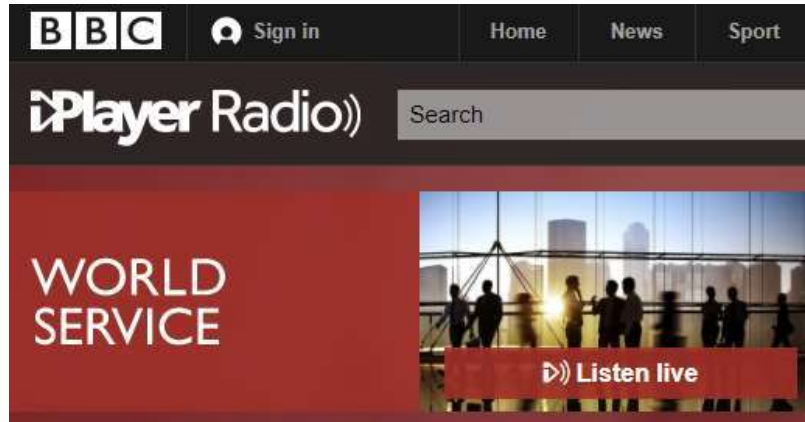 BBC Sign in Home News Sport
iPlayer Radio
Search
WORLD
SERVICE
Listen live